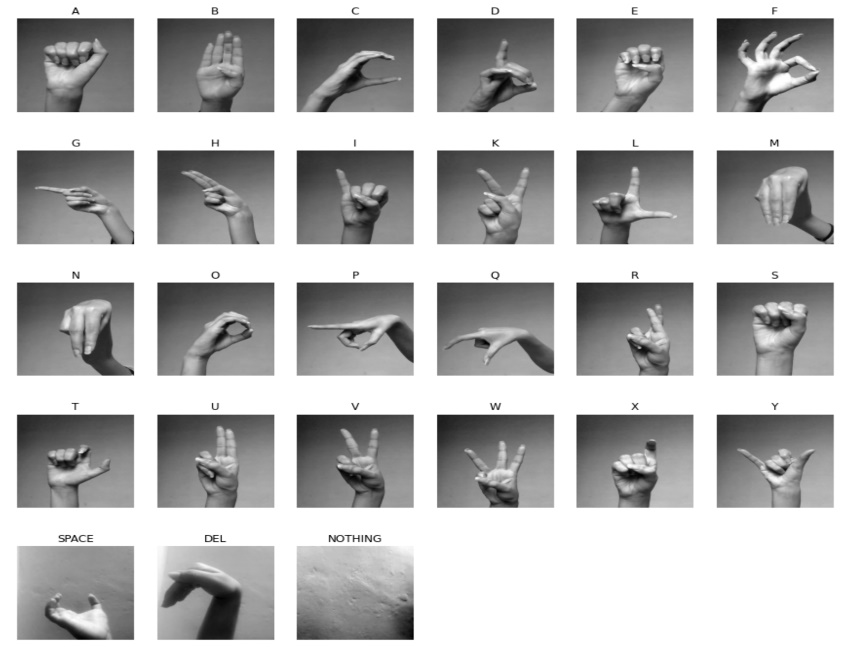 A B C D E F
G H I K L M
N O P Q R S
T U V W X Y
SPACE DEL NOTHING